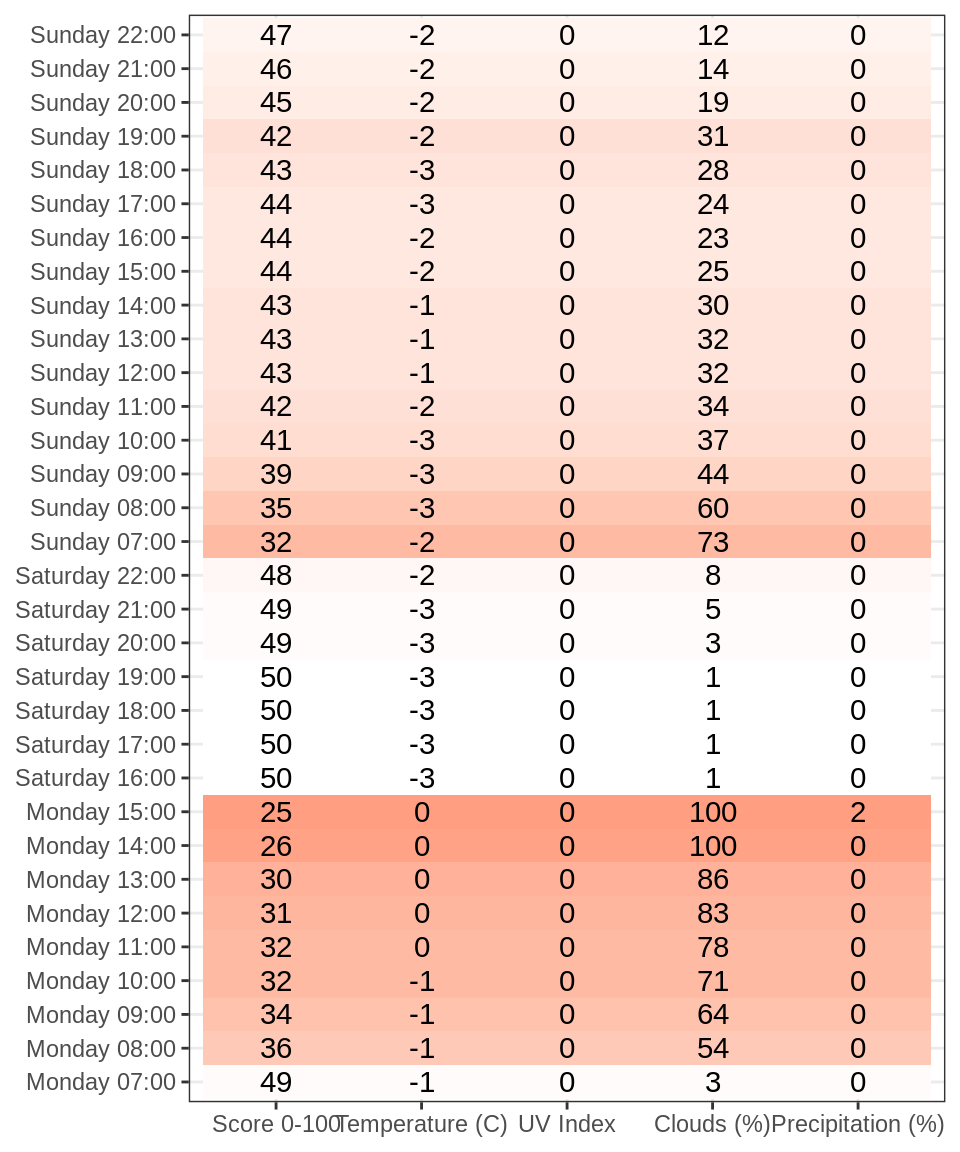 Sunday 22:00 47 -2 0 12 0
Sunday 21:00 46 -2 0 14 0
Sunday 20:00 45 -2 0 19 0
Sunday 19:00 42 -2 0 31 0
Sunday 18:00 43 -3 0 28 0
Sunday 17:00 44 -3 0 24 0
Sunday 16:00 44 -2 0 23 0
Sunday 15:00 44 -2 0 25 0
Sunday 14:00 43 -1 0 30 0
Sunday 13:00 43 -1 0 32 0
Sunday 12:00 43 -1 0 32 0
Sunday 11:00 42 -2 0 34 0
Sunday 10:00 41 -3 0 37 0
Sunday 09:00 39 -3 0 44 0
Sunday 08:00 35 -3 0 60 0
Sunday 07:00 32 -2 0 73 0
Saturday 22:00 48 -2 0 8 0
Saturday 21:00 49 -3 0 5 0
Saturday 20:00 49 -3 0 3 0
Saturday 19:00 50 -3 0 1 0
Saturday 18:00 50 -3 0 1 0
Saturday 17:00 50 -3 0 1 0
Saturday 16:00 50 -3 0 1 0
Monday 15:00 25 0 0 100 2
Monday 14:00 26 0 0 100 0
Monday 13:00 30 0 0 86 0
Monday 12:00 31 0 0 83 0
Monday 11:00 32 0 0 78 0
Monday 10:00 32 -1 0 71 0
Monday 09:00 34 -1 0 64 0
Monday 08:00 36 -1 0 54 0
Monday 07:00 49 -1 0 3 0
Score 0-100 Temperature (C) UV Index Clouds (%) Precipitation (%)